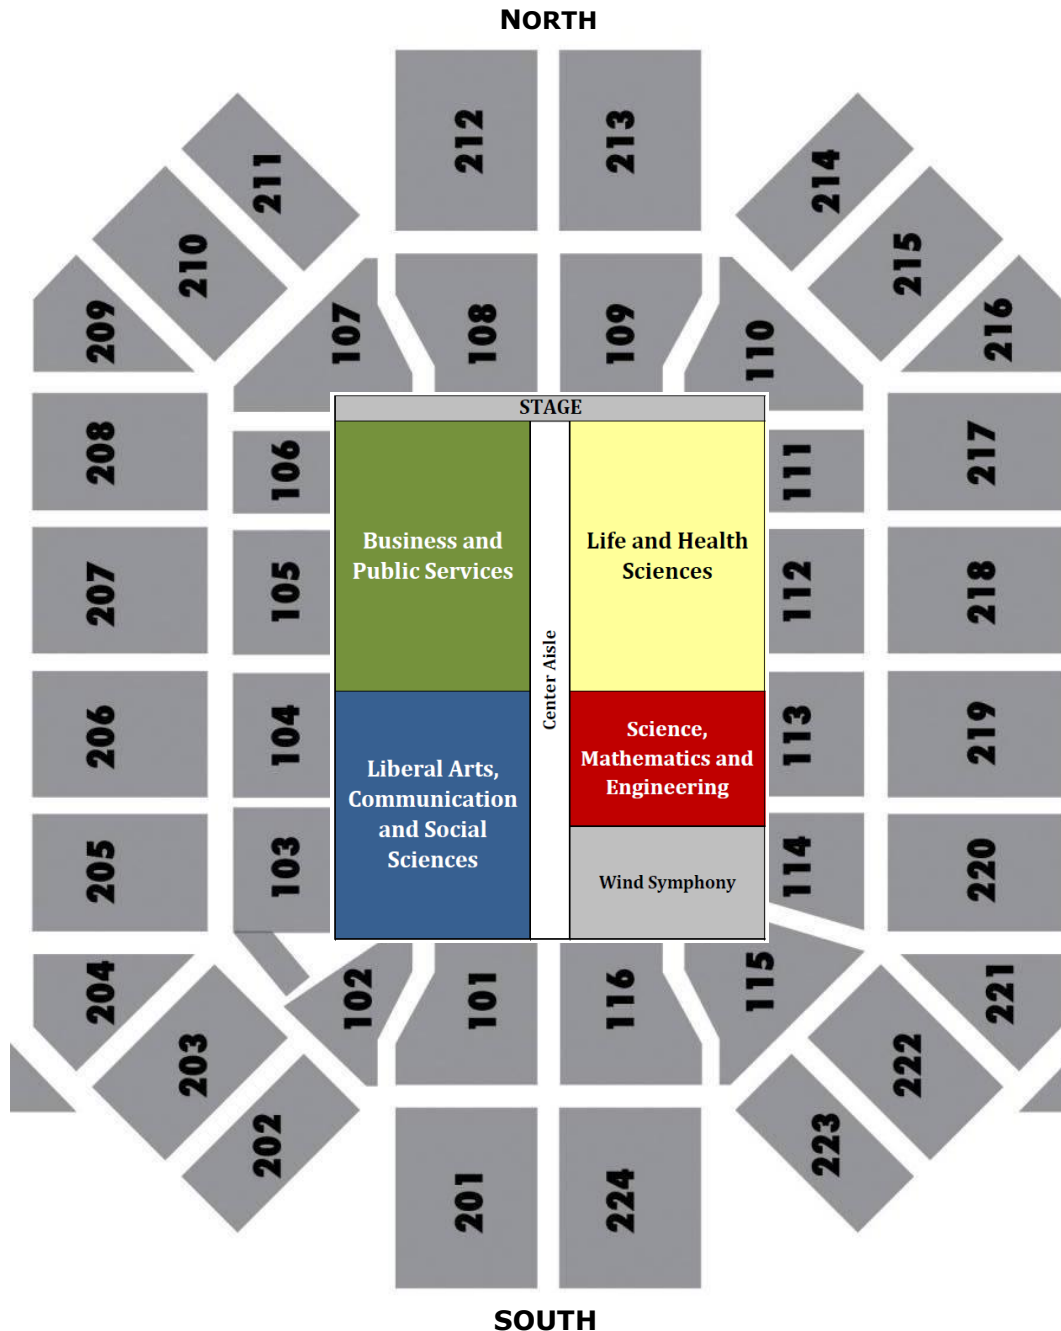 NORTH
212
213
211
214
210
215
209
107
108
109
110
216
STAGE
208
106
111
217
Business and
Public Services
Life and Health
Sciences
207
105
112
218
Center Aisle
206
104
Science,
Mathematics and
Engineering
113
219
Liberal Arts,
Communication
and Social
Sciences
205
103
114
220
Wind Symphony
204
102
101
116
115
221
203
222
202
223
201
224
SOUTH